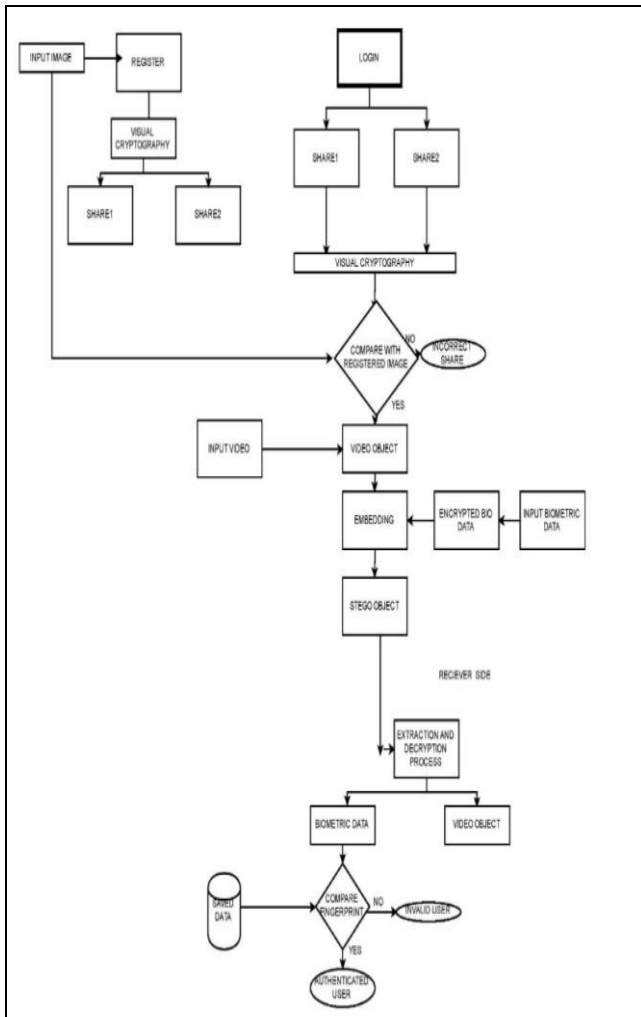 INPUT IMAGE
REGISTER
LOGIN
VISUAL
CRYPTOGRAPHY
SHARE1
SHARE2
SHARE1
SHARE2
VISUAL CRYPTOGRAPHY
COMPARE WITH
REGISTERED IMAGE
NO
INCORRECT
SHARE
YES
INPUT VIDEO
VIDEO OBJECT
EMBEDDING
ENCRYPTED BIO
DATA
INPUT BIOMETRIC
DATA
STEGO OBJECT
RECIEVER SIDE
EXTRACTION AND
DECRYPTION
PROCESS
BIOMETRIC DATA
VIDEO OBJECT
SAVED
DATA
COMPARE
FINGERPRINT
NO
INVALID USER
YES
AUTHENTICATED
USER